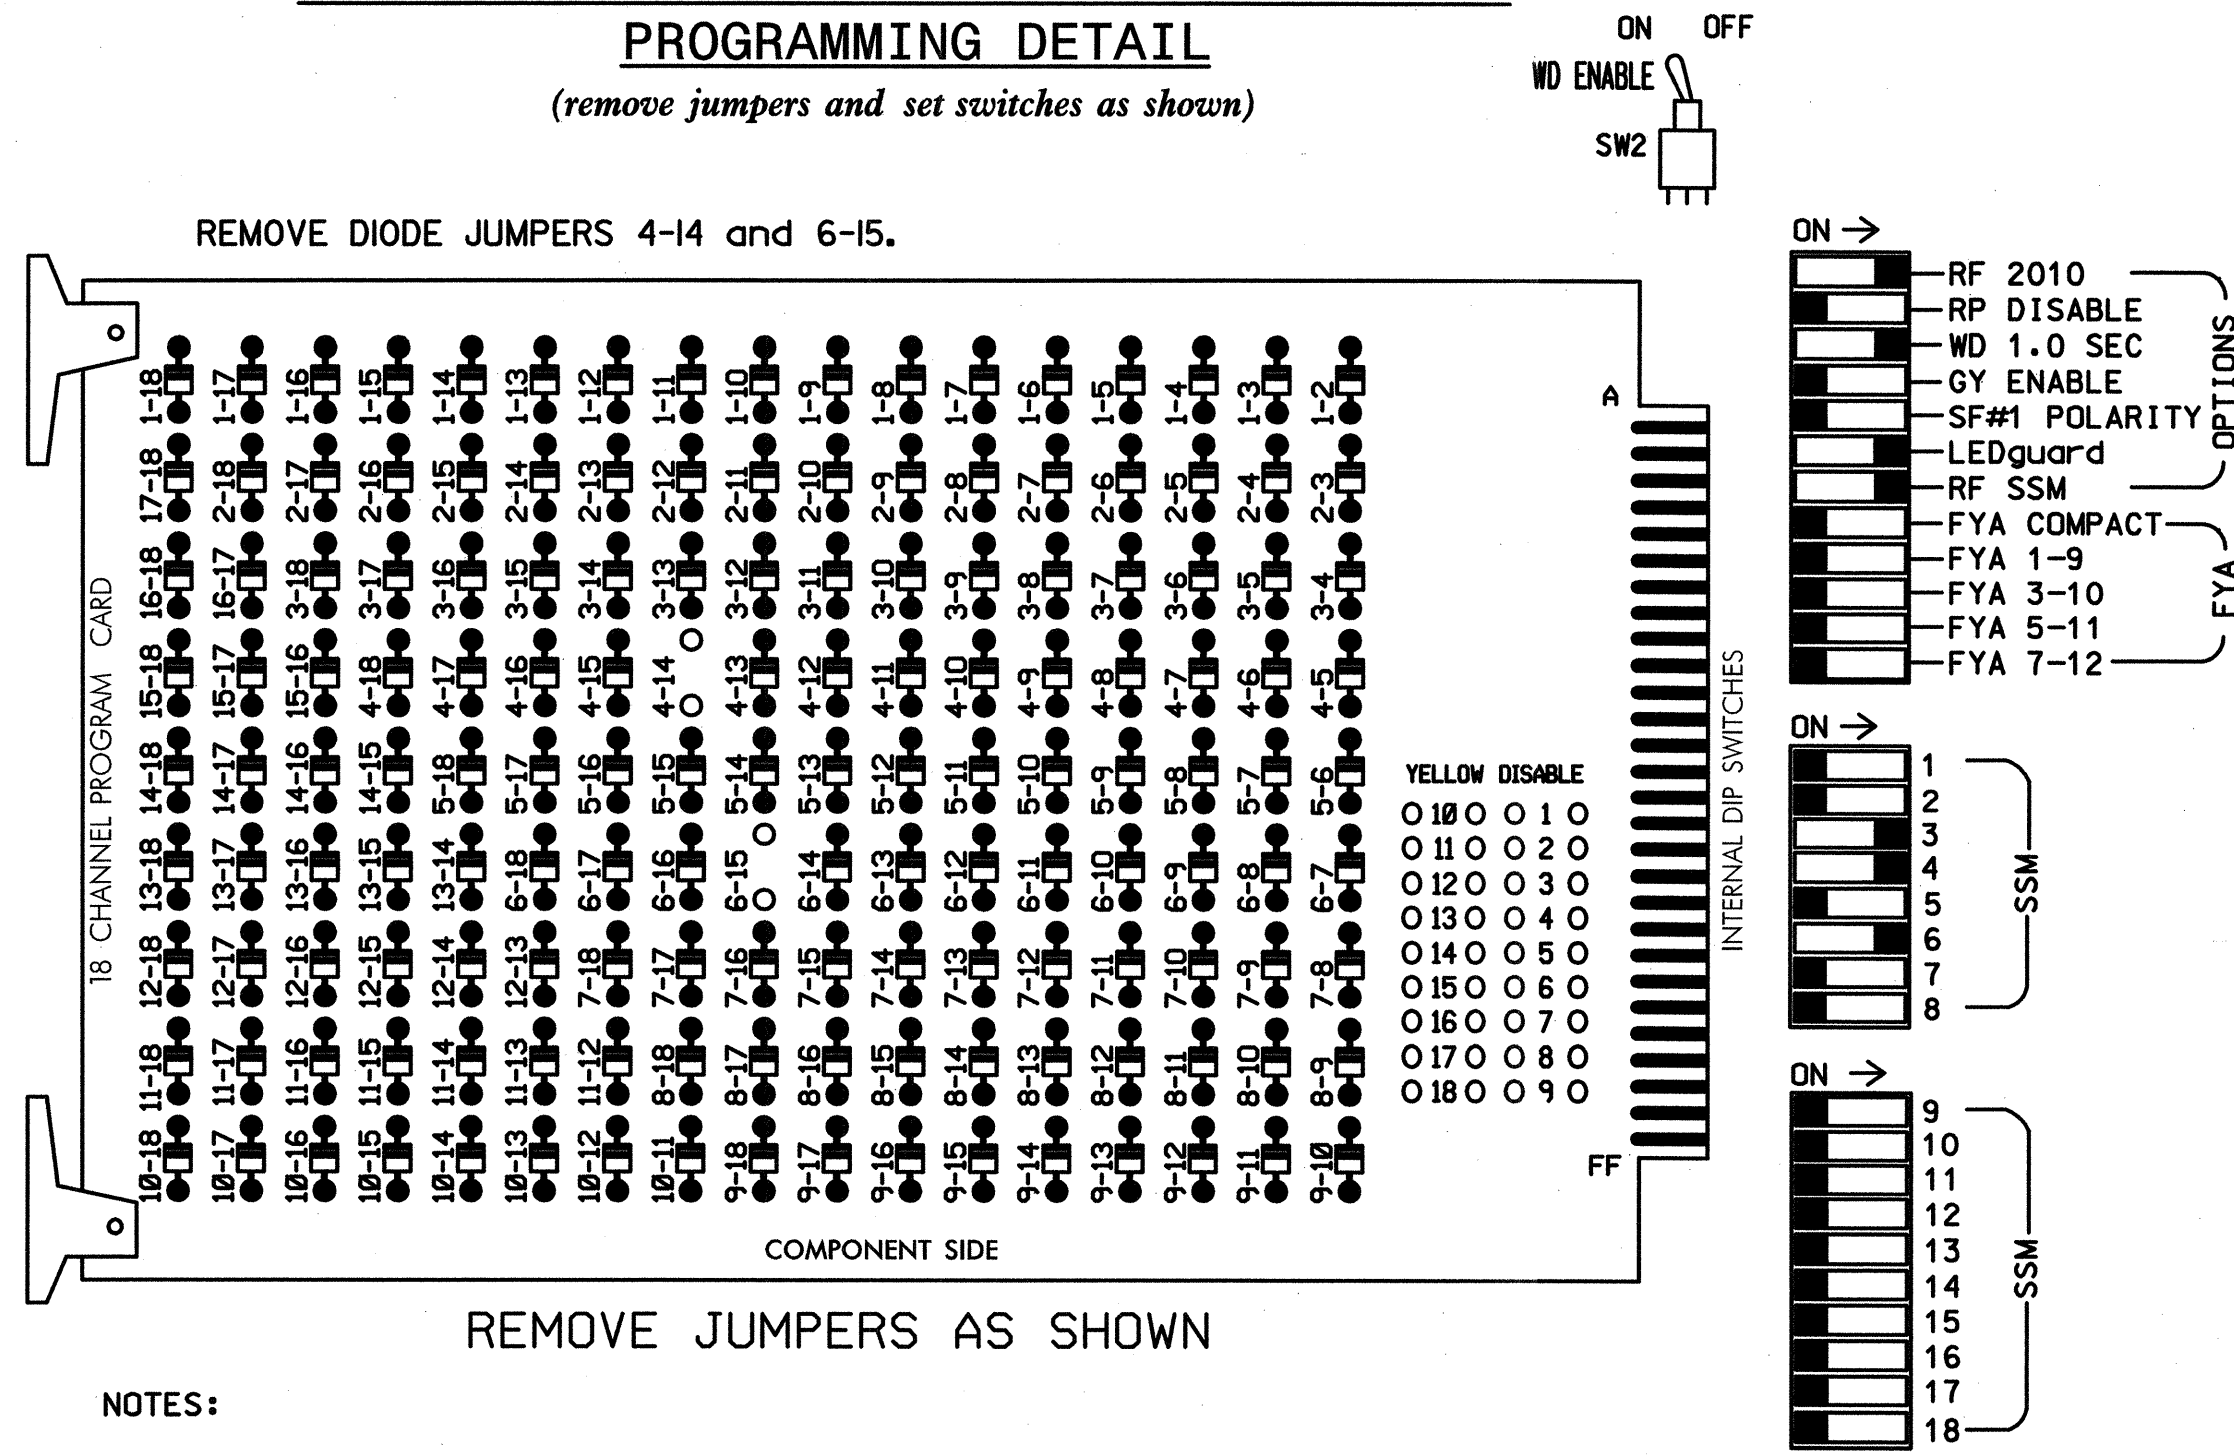 PROGRAMMING DETAIL
(remove jumpers and set switches as shown)
ON OFF
WD ENABLE
SW2
REMOVE DIODE JUMPERS 4-14 and 6-15.
18 CHANNEL PROGRAM CARD
1-18 1-17 1-16 1-15 1-14 1-13 1-12 1-11 1-10 1-9 1-8 1-7 1-6 1-5 1-4 1-3 1-2
17-18 2-18 2-17 2-16 2-15 2-14 2-13 2-12 2-11 2-10 2-9 2-8 2-7 2-6 2-5 2-4 2-3
16-18 16-17 3-18 3-17 3-16 3-15 3-14 3-13 3-12 3-11 3-10 3-9 3-8 3-7 3-6 3-5 3-4
15-18 15-17 15-16 4-18 4-17 4-16 4-15 4-14 4-13 4-12 4-11 4-10 4-9 4-8 4-7 4-6 4-5
14-18 14-17 14-16 14-15 5-18 5-17 5-16 5-15 5-14 5-13 5-12 5-11 5-10 5-9 5-8 5-7 5-6
13-18 13-17 13-16 13-15 13-14 6-18 6-17 6-16 6-15 6-14 6-13 6-12 6-11 6-10 6-9 6-8 6-7
12-18 12-17 12-16 12-15 12-14 12-13 7-18 7-17 7-16 7-15 7-14 7-13 7-12 7-11 7-10 7-9 7-8
11-18 11-17 11-16 11-15 11-14 11-13 11-12 8-18 8-17 8-16 8-15 8-14 8-13 8-12 8-11 8-10 8-9
10-18 10-17 10-16 10-15 10-14 10-13 10-12 10-11 9-18 9-17 9-16 9-15 9-14 9-13 9-12 9-11 9-10
A
YELLOW DISABLE
10 1
11 2
12 3
13 4
14 5
15 6
16 7
17 8
18 9
FF
COMPONENT SIDE
INTERNAL DIP SWITCHES
ON →
RF 2010
RP DISABLE
WD 1.0 SEC
GY ENABLE
SF#1 POLARITY
LEDguard
RF SSM
OPTIONS
FYA COMPACT
FYA 1-9
FYA 3-10
FYA 5-11
FYA 7-12
FYA
ON →
1
2
3
4
5
6
7
8
SSM
ON →
9
10
11
12
13
14
15
16
17
18
SSM
REMOVE JUMPERS AS SHOWN
NOTES: